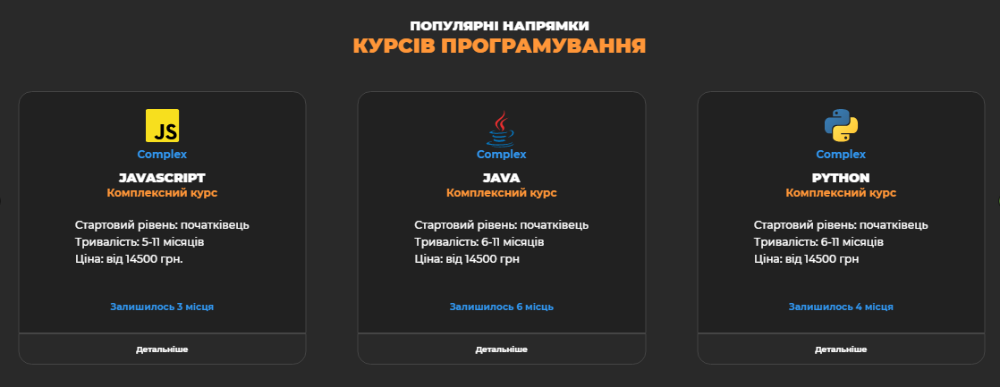 ПОПУЛЯРНІ НАПРЯМКИ
КУРСІВ ПРОГРАМУВАННЯ
JS
Complex
JAVASCRIPT
Комплексний курс
Стартовий рівень: початківець
Тривалість: 5-11 місяців
Ціна: від 14500 грн.
Залишилось 3 місця
Детальніше
Complex
JAVA
Комплексний курс
Стартовий рівень: початківець
Тривалість: 6-11 місяців
Ціна: від 14500 грн
Залишилось 6 місць
Детальніше
Complex
PYTHON
Комплексний курс
Стартовий рівень: початківець
Тривалість: 6-11 місяців
Ціна: від 14500 грн
Залишилось 4 місця
Детальніше